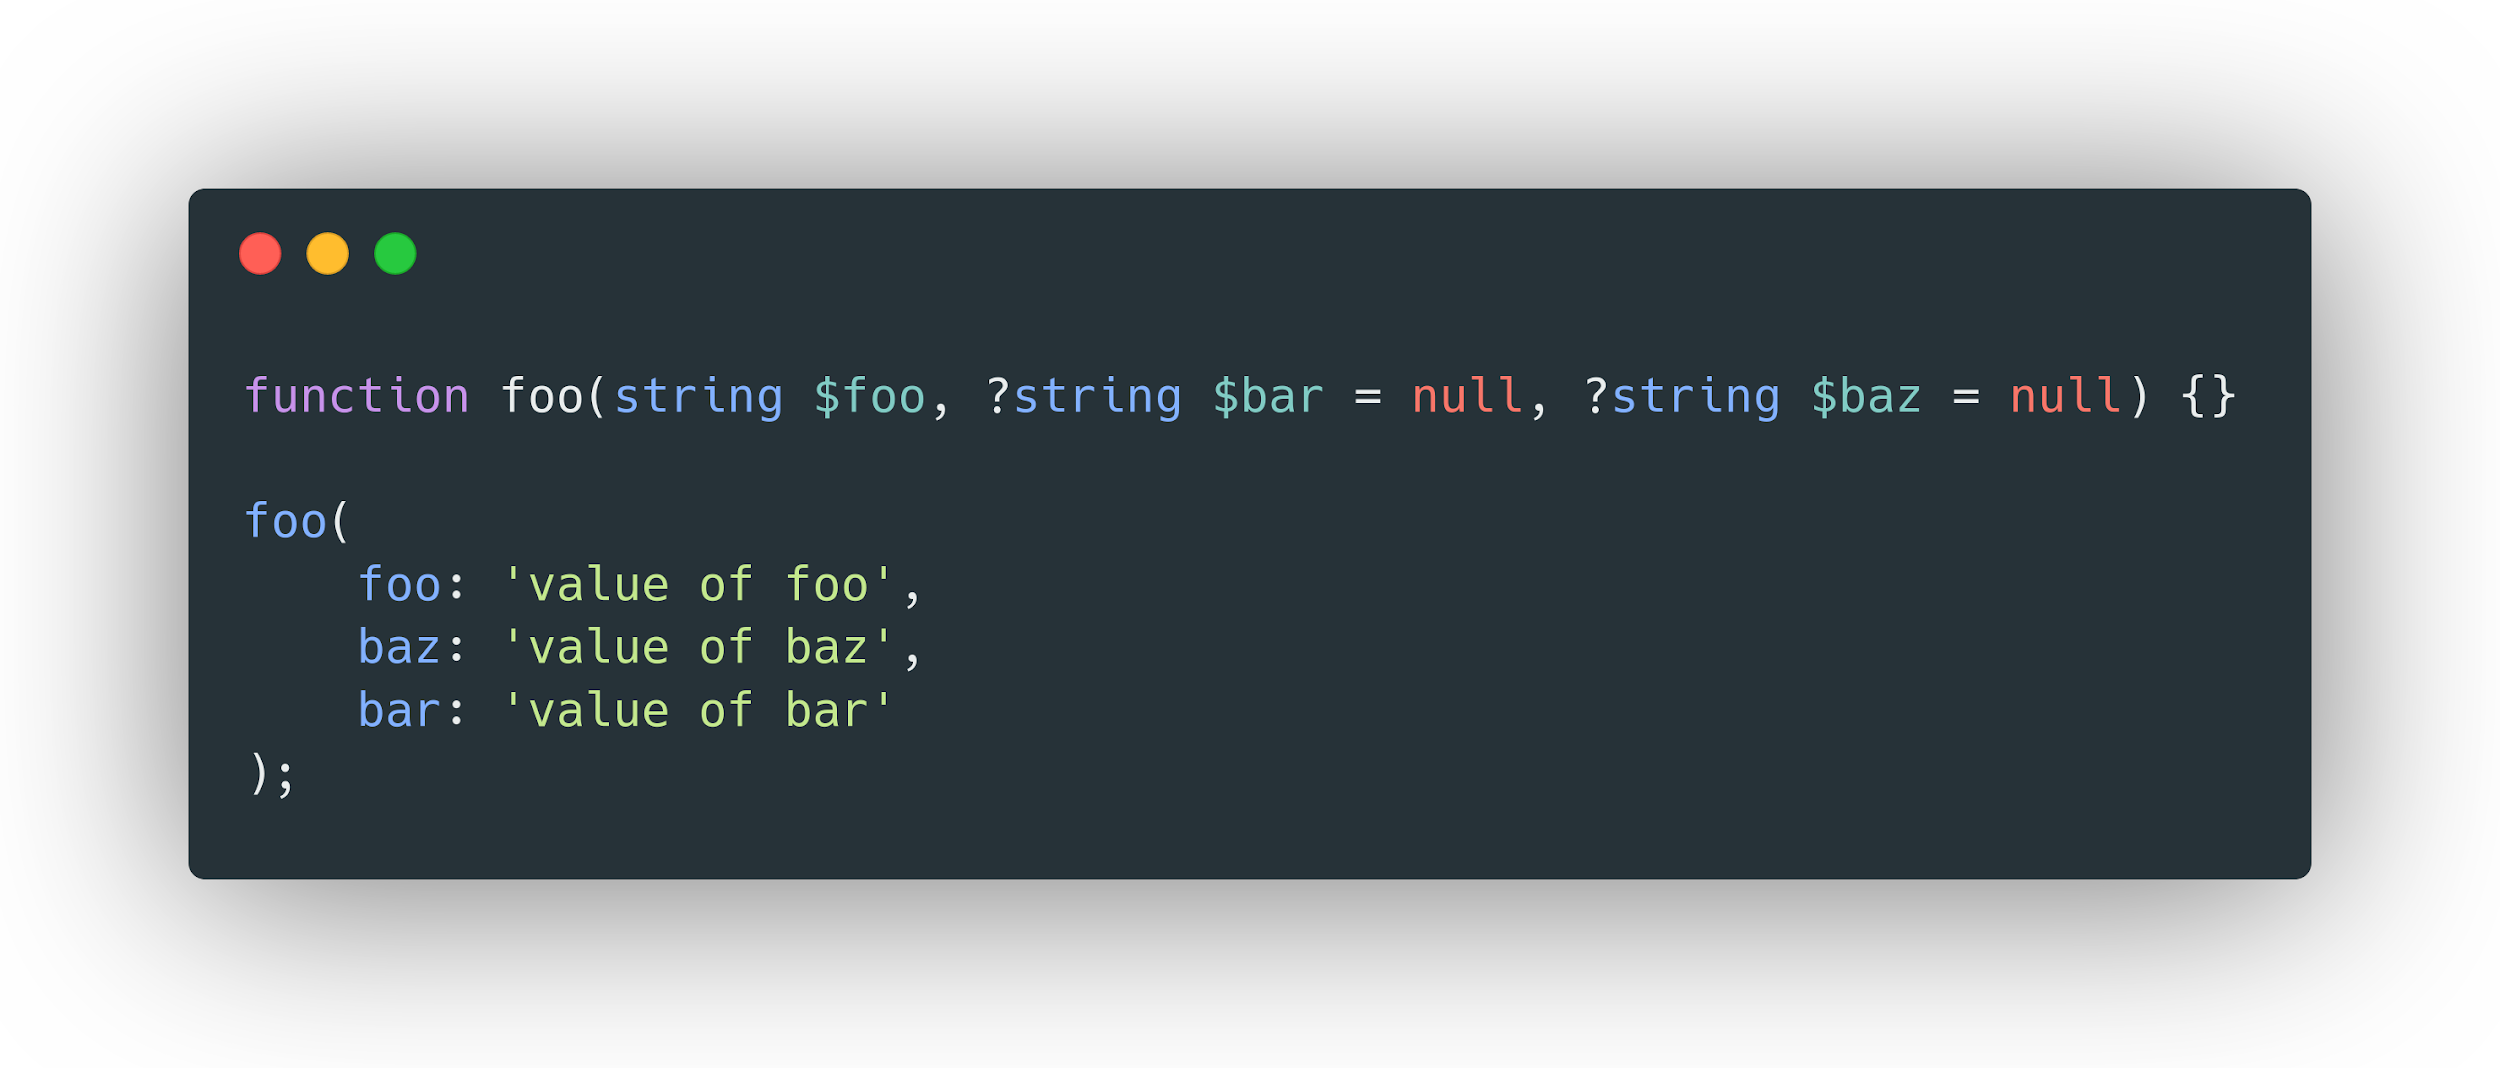 function foo(string $foo, ?string $bar = null, ?string $baz = null) {}
foo(
    foo: 'value of foo',
    baz: 'value of baz',
    bar: 'value of bar'
);